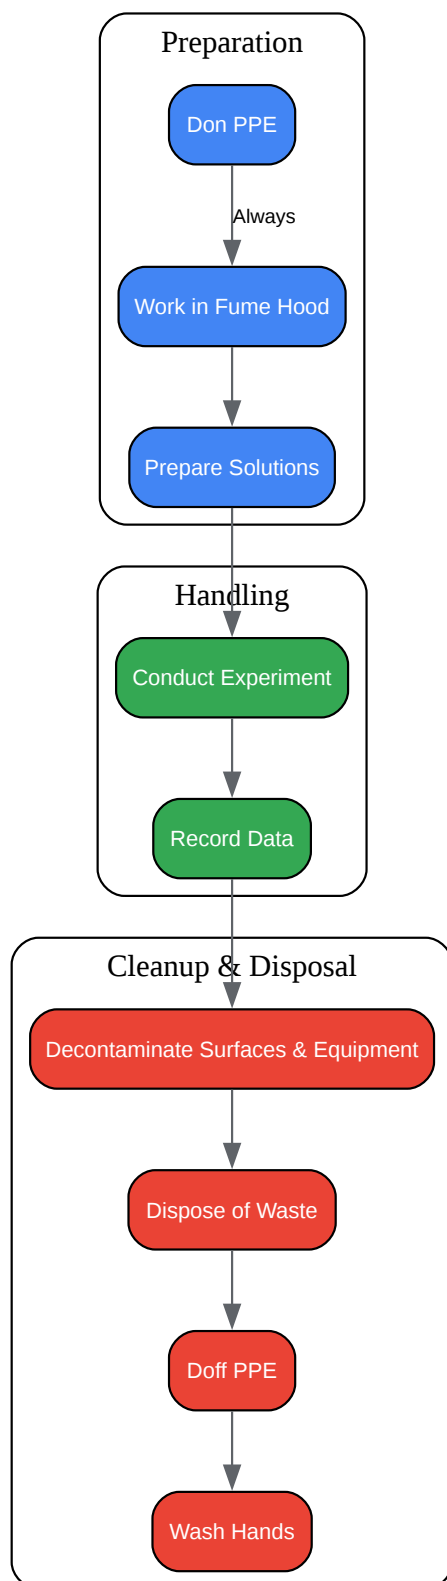 Preparation
Don PPE
Always
Work in Fume Hood
Prepare Solutions
Handling
Conduct Experiment
Record Data
Cleanup & Disposal
Decontaminate Surfaces & Equipment
Dispose of Waste
Doff PPE
Wash Hands